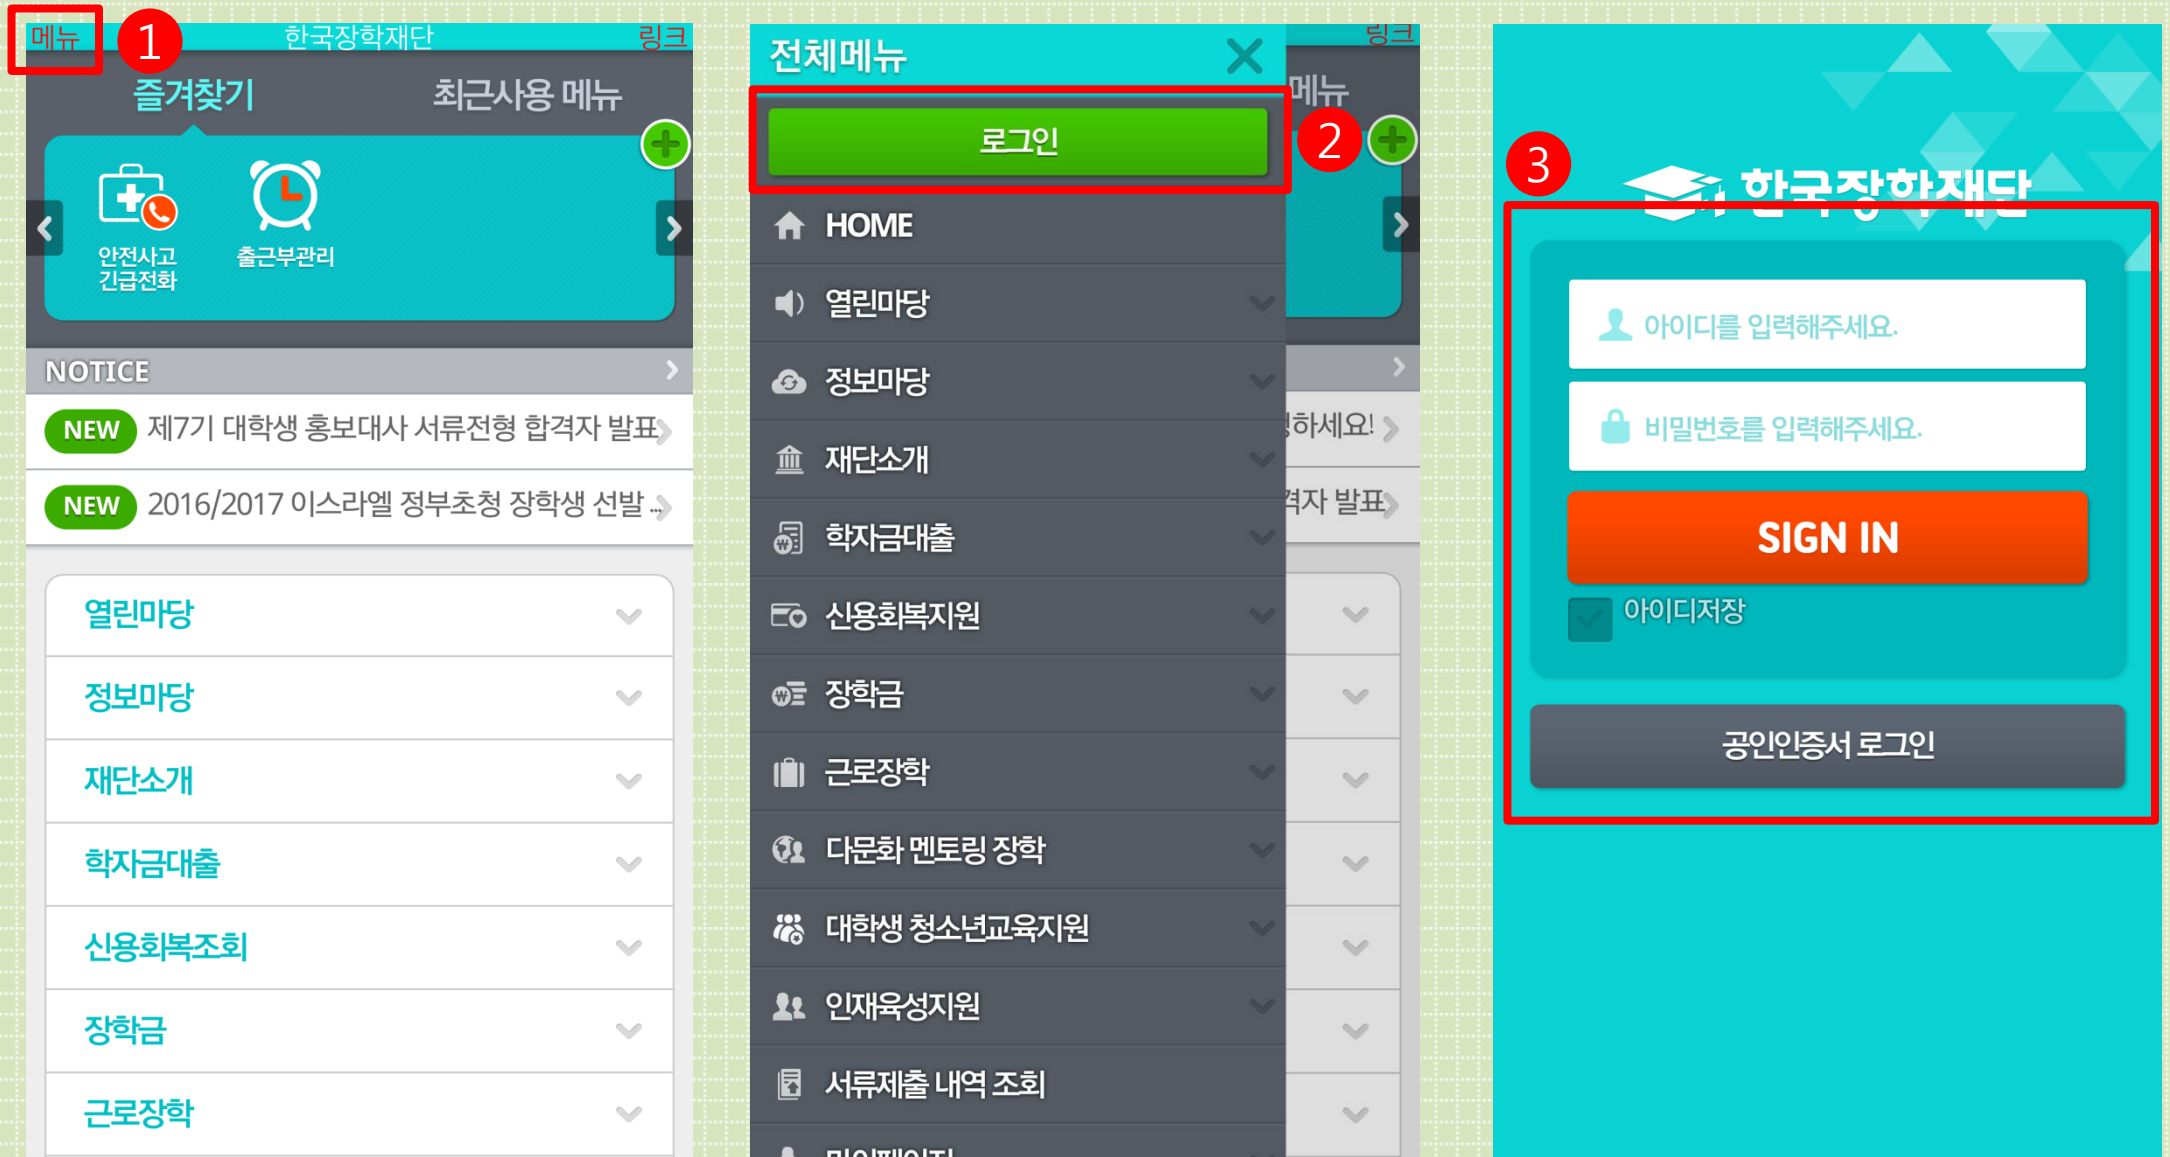 메뉴
1
한국장학재단
링크
즐겨찾기
최근사용 메뉴
안전사고
긴급전화
출근부관리
NOTICE
NEW 제7기 대학생 홍보대사 서류전형 합격자 발표
NEW 2016/2017 이스라엘 정부초청 장학생 선발 ...
열린마당
정보마당
재단소개
학자금대출
신용회복조회
장학금
근로장학
전체메뉴
링크
메뉴
로그인
2
HOME
열린마당
정보마당
재단소개
하세요!
학자금대출
격자 발표
신용회복지원
장학금
근로장학
다문화 멘토링 장학
대학생 청소년교육지원
인재육성지원
서류제출 내역 조회
마이페이지
3
한국장학재단
아이디를 입력해주세요.
비밀번호를 입력해주세요.
SIGN IN
아이디저장
공인인증서 로그인